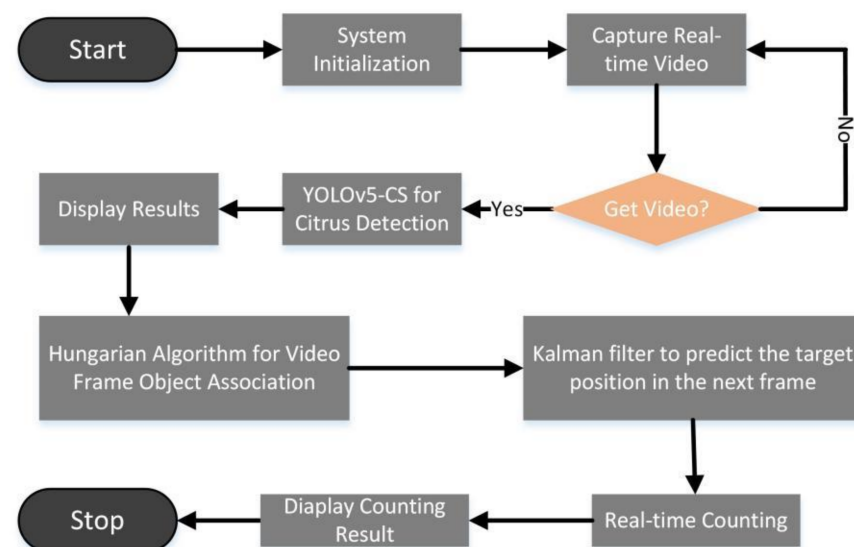 Start
System
Initialization
Capture Real-
time Video
No
Display Results
YOLOv5-CS for
Citrus Detection
Yes
Get Video?
Hungarian Algorithm for Video
Frame Object Association
Kalman filter to predict the target
position in the next frame
Stop
Diaplay Counting
Result
Real-time Counting